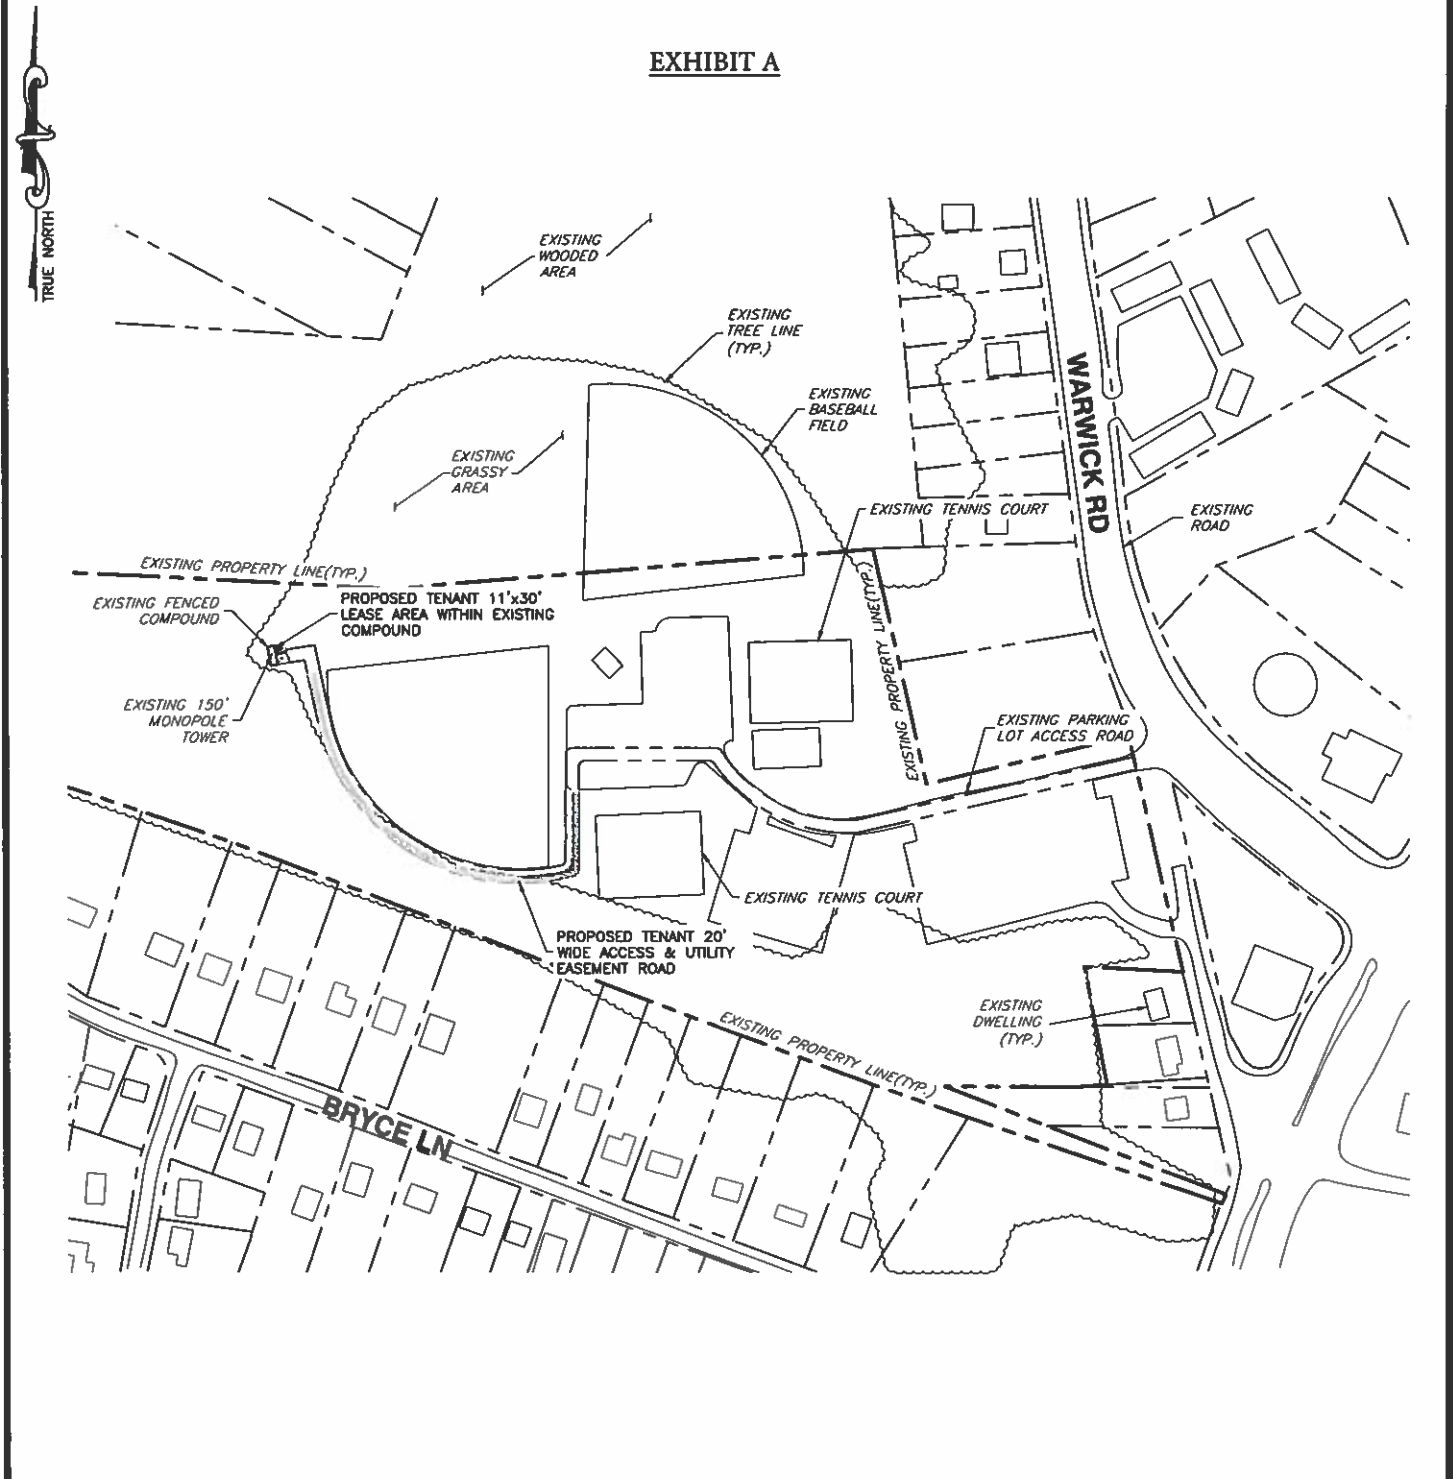 EXHIBIT A
TRUE NORTH
EXISTING
WOODED
AREA
EXISTING
TREE LINE
(TYP.)
EXISTING
BASEBALL
FIELD
WARWICK RD
EXISTING
GRASSY
AREA
EXISTING TENNIS COURT
EXISTING
ROAD
EXISTING PROPERTY LINE(TYP.)
EXISTING FENCED
COMPOUND
PROPOSED TENANT 11'x30'
LEASE AREA WITHIN EXISTING
COMPOUND
EXISTING PROPERTY LINE(TYP.)
EXISTING 150'
MONOPOLE
TOWER
EXISTING PARKING
LOT ACCESS ROAD
EXISTING TENNIS COURT
PROPOSED TENANT 20'
WIDE ACCESS & UTILITY
EASEMENT ROAD
EXISTING
DWELLING
(TYP.)
EXISTING PROPERTY LINE(TYP.)
BRYCE LN